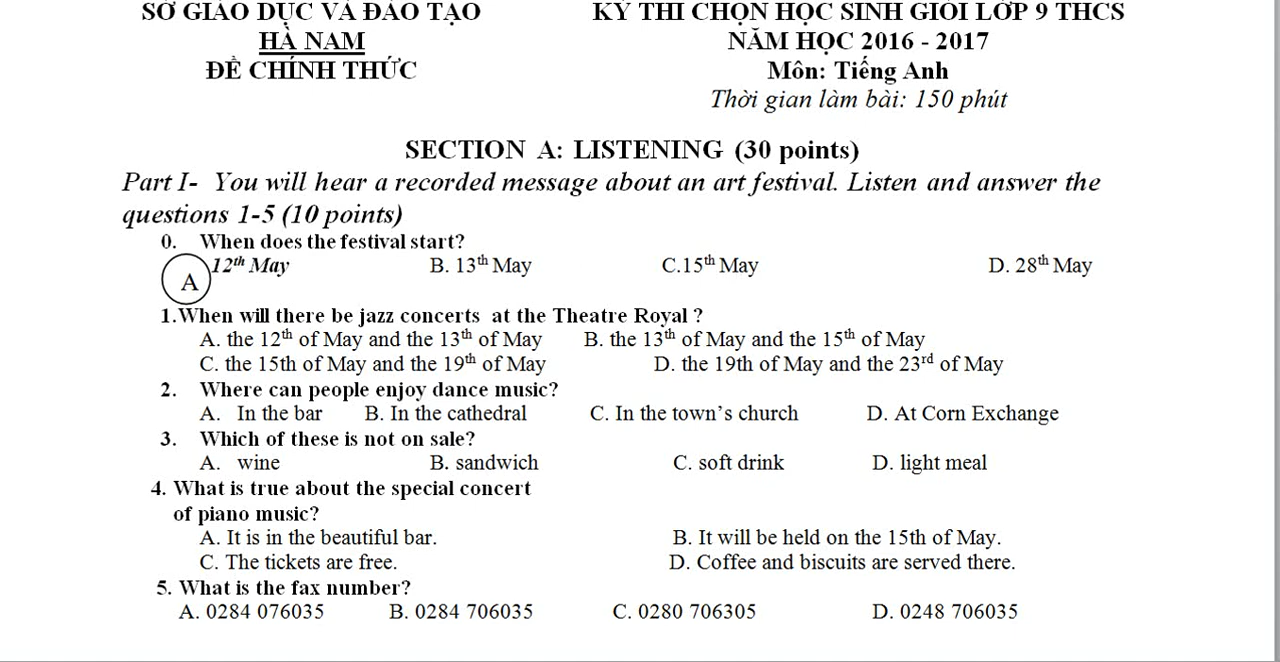 SỞ GIÁO DỤC VÀ ĐÀO TẠO
HÀ NAM
ĐỀ CHÍNH THỨC
KỲ THI CHỌN HỌC SINH GIỎI LỚP 9 THCS
NĂM HỌC 2016 - 2017
Môn: Tiếng Anh
Thời gian làm bài: 150 phút
SECTION A: LISTENING (30 points)
Part I- You will hear a recorded message about an art festival. Listen and answer the
questions 1-5 (10 points)
0. When does the festival start?
A 12th May B. 13th May C.15th May D. 28th May
1.When will there be jazz concerts at the Theatre Royal ?
A. the 12th of May and the 13th of May B. the 13th of May and the 15th of May
C. the 15th of May and the 19th of May D. the 19th of May and the 23rd of May
2. Where can people enjoy dance music?
A. In the bar B. In the cathedral C. In the town's church D. At Corn Exchange
3. Which of these is not on sale?
A. wine B. sandwich C. soft drink D. light meal
4. What is true about the special concert
of piano music?
A. It is in the beautiful bar. B. It will be held on the 15th of May.
C. The tickets are free. D. Coffee and biscuits are served there.
5. What is the fax number?
A. 0284 076035 B. 0284 706035 C. 0280 706305 D. 0248 706035